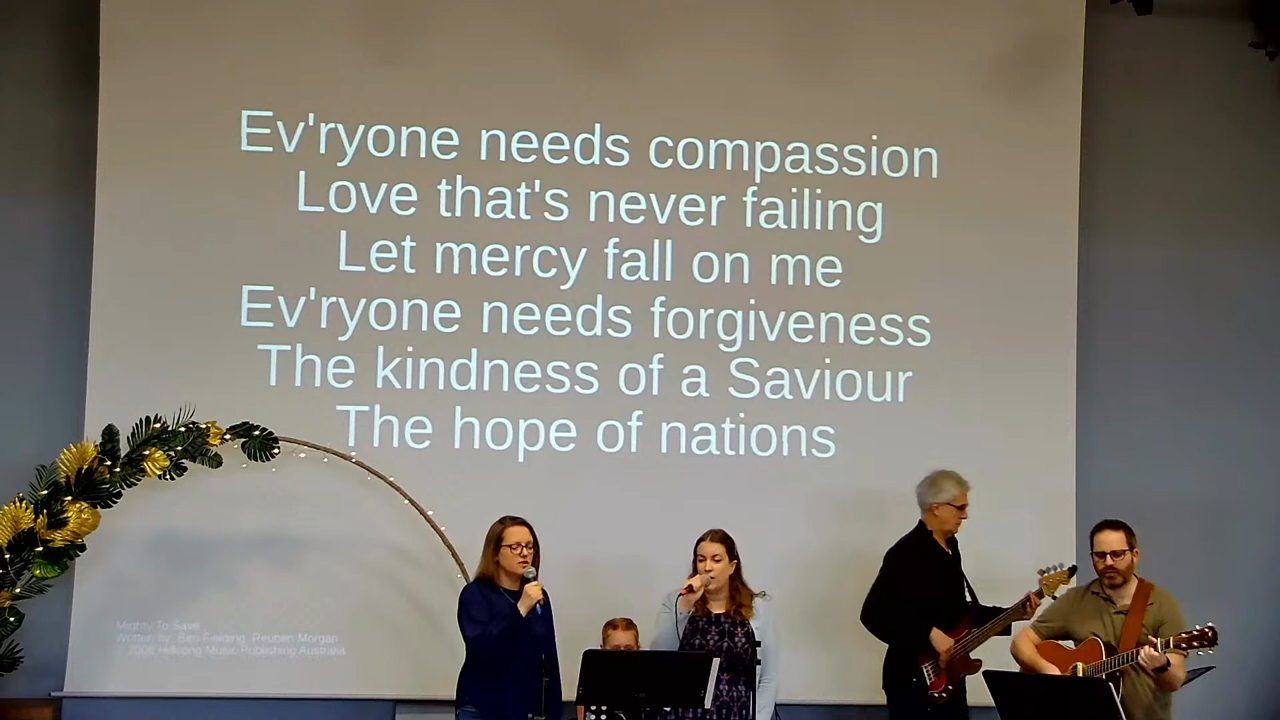 Ev'ryone needs compassion
Love that's never failing
Let mercy fall on me
Ev'ryone needs forgiveness
The kindness of a Saviour
The hope of nations
Mighty To Save
Written by: Ben Fielding, Reuben Morgan
© 2006 Hillsong Music Publishing Australia